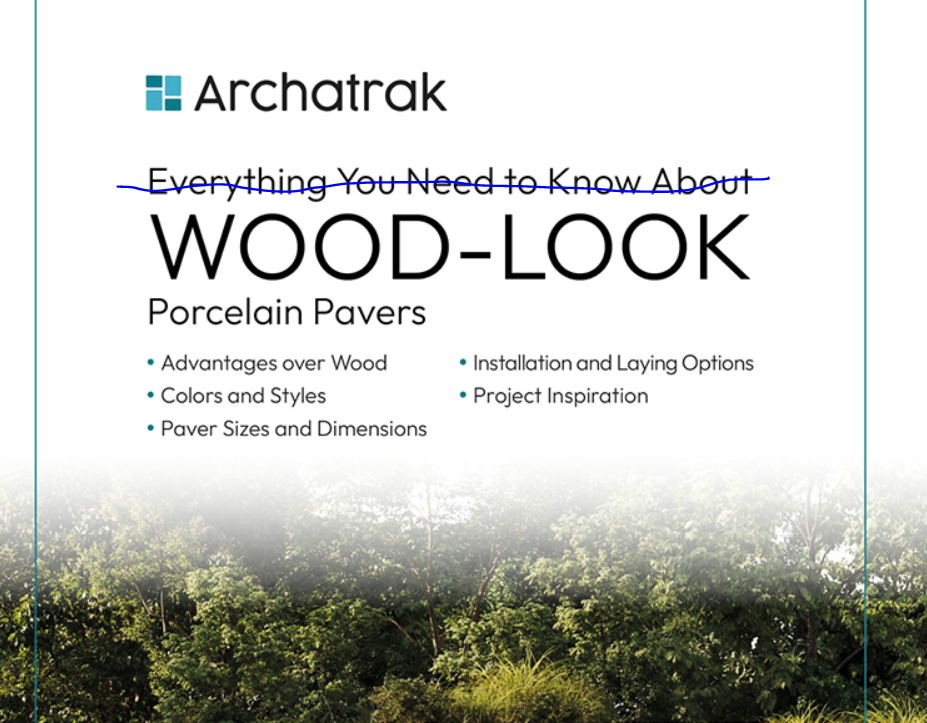 Archatrak
Everything You Need to Know About
WOOD-LOOK
Porcelain Pavers
• Advantages over Wood
• Colors and Styles
• Paver Sizes and Dimensions
• Installation and Laying Options
• Project Inspiration